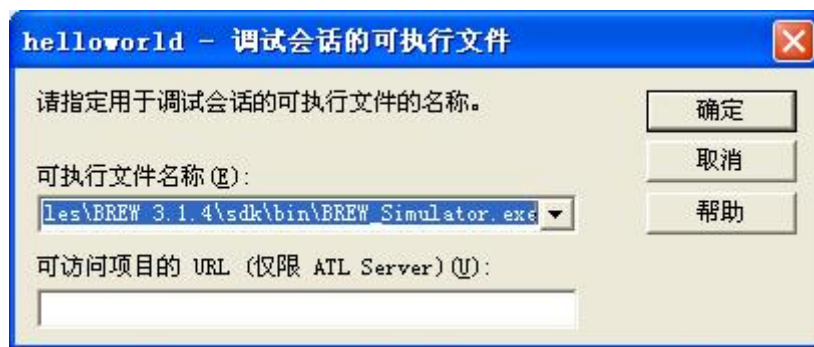 helloworld - 调试会话的可执行文件
请指定用于调试会话的可执行文件的名称。
确定
取消
可执行文件名称(E):
les\BREW 3.1.4\sdk\bin\BREW_Simulator.exe
帮助
可访问项目的 URL (仅限 ATL Server)(U):